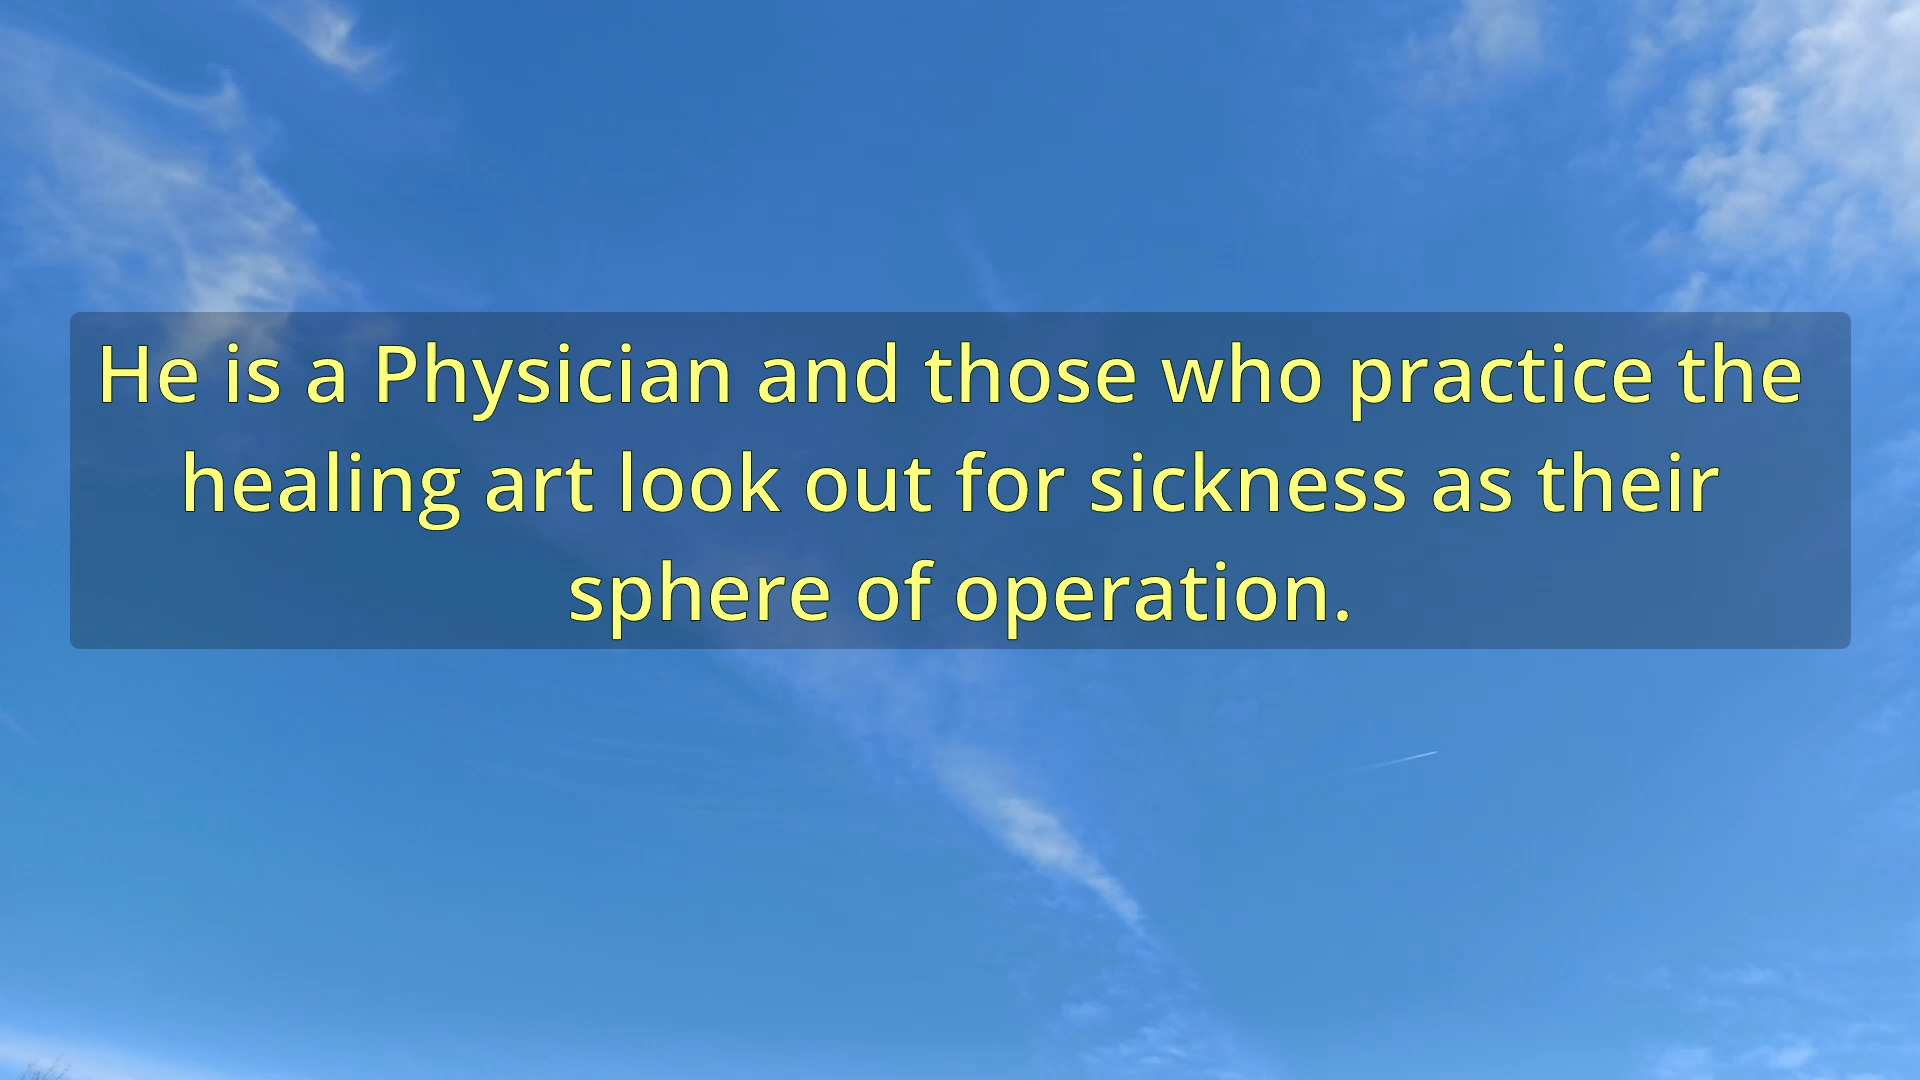 He is a Physician and those who practice the
healing art look out for sickness as their
sphere of operation.